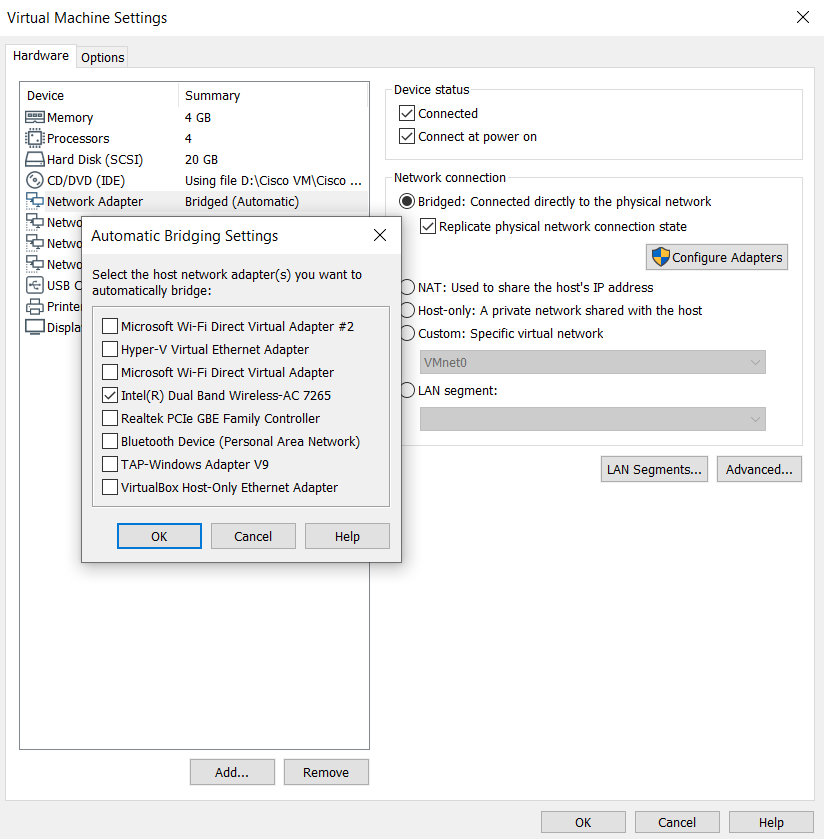 Virtual Machine Settings
Hardware
Options
Device Summary
Memory 4 GB
Processors 4
Hard Disk (SCSI) 20 GB
CD/DVD (IDE) Using file D:\Cisco VM\Cisco ...
Network Adapter Bridged (Automatic)
Netwo
Netwo
Netwo
USB C
Printer
Displa
Add...
Remove
Device status
Connected
Connect at power on
Network connection
Bridged: Connected directly to the physical network
Replicate physical network connection state
Configure Adapters
NAT: Used to share the host's IP address
Host-only: A private network shared with the host
Custom: Specific virtual network
VMnet0
LAN segment:
LAN Segments...
Advanced...
Automatic Bridging Settings
Select the host network adapter(s) you want to
automatically bridge:
Microsoft Wi-Fi Direct Virtual Adapter #2
Hyper-V Virtual Ethernet Adapter
Microsoft Wi-Fi Direct Virtual Adapter
Intel(R) Dual Band Wireless-AC 7265
Realtek PCIe GBE Family Controller
Bluetooth Device (Personal Area Network)
TAP-Windows Adapter V9
VirtualBox Host-Only Ethernet Adapter
OK
Cancel
Help
OK
Cancel
Help